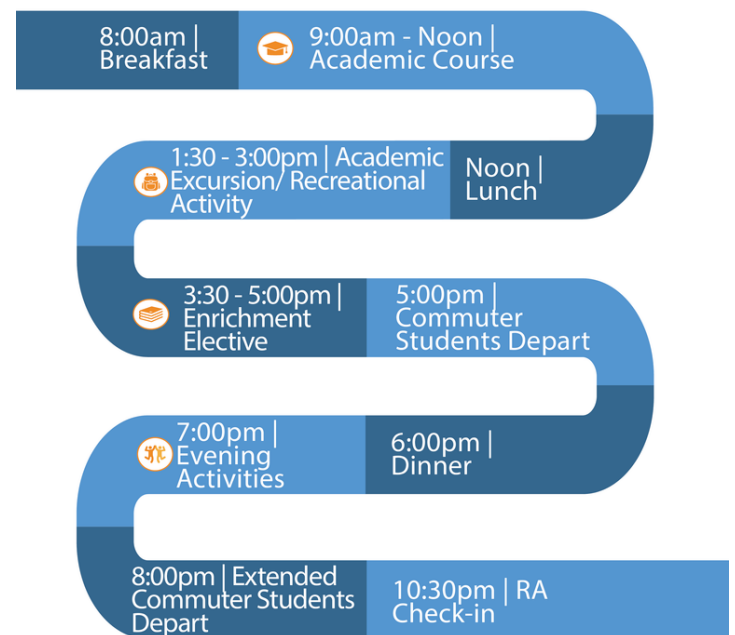 8:00am |
Breakfast
9:00am - Noon |
Academic Course
Noon |
Lunch
1:30 - 3:00pm | Academic
Excursion/ Recreational
Activity
3:30 - 5:00pm |
Enrichment
Elective
5:00pm |
Commuter
Students Depart
6:00pm |
Dinner
7:00pm |
Evening
Activities
8:00pm | Extended
Commuter Students
Depart
10:30pm | RA
Check-in